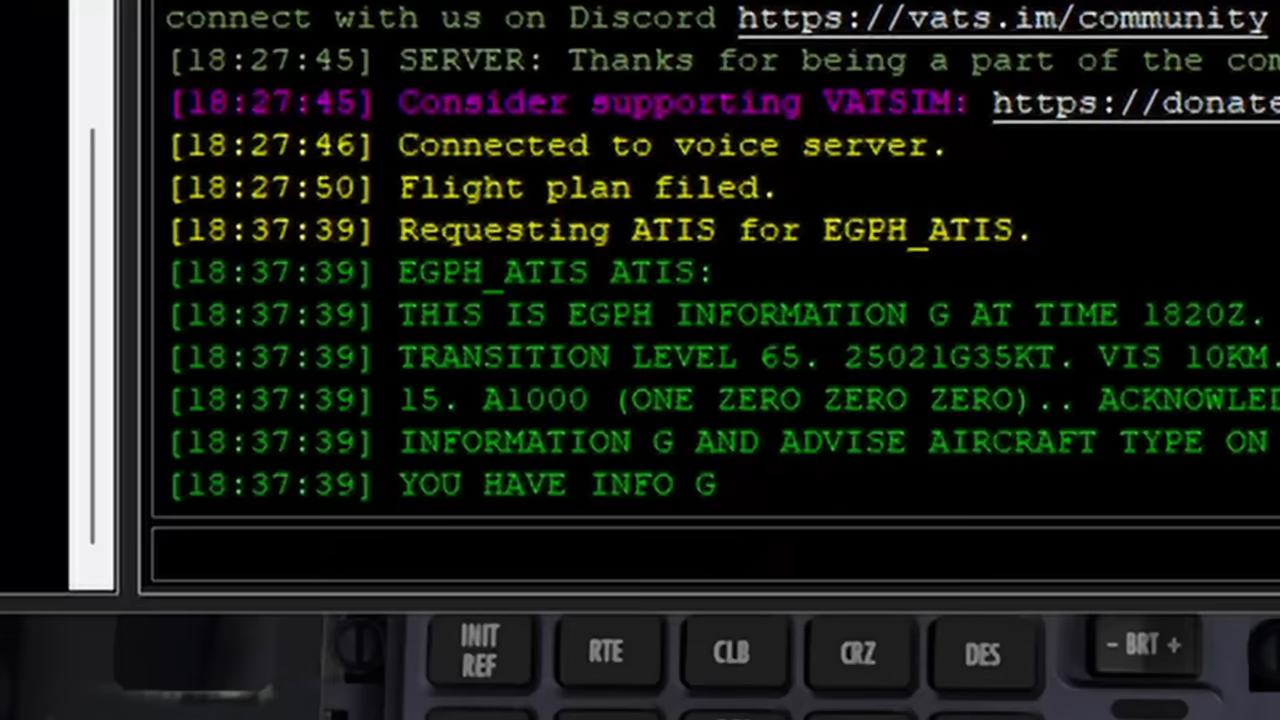 connect with us on Discord https://vats.im/community
[18:27:45] SERVER: Thanks for being a part of the
[18:27:45] Consider supporting VATSIM: https://donate
[18:27:46] Connected to voice server.
[18:27:50] Flight plan filed.
[18:37:39] Requesting ATIS for EGPH_ATIS.
[18:37:39] EGPH_ATIS ATIS:
[18:37:39] THIS IS EGPH INFORMATION G AT TIME 1820Z.
[18:37:39] TRANSITION LEVEL 65. 25021G35KT. VIS 10KM.
[18:37:39] 15. A1000 (ONE ZERO ZERO ZERO)..
[18:37:39] INFORMATION G AND ADVISE AIRCRAFT TYPE ON
[18:37:39] YOU HAVE INFO G
INIT REF RTE CLB CRZ DES - BRT +